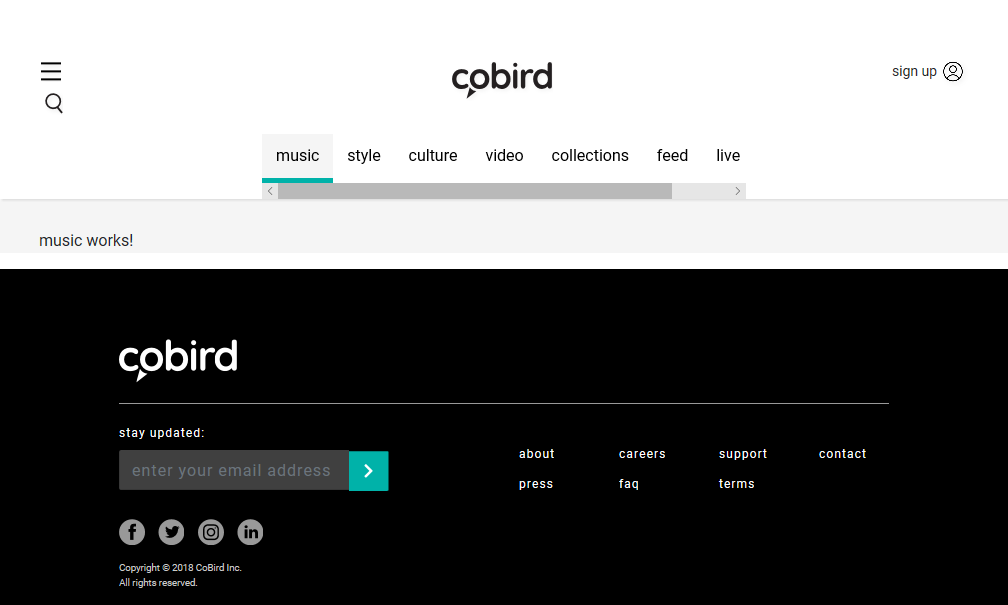 cobird
sign up
music style culture video collections feed live
music works!
cobird
stay updated:
enter your email address
about careers support contact
press faq terms
Copyright © 2018 CoBird Inc.
All rights reserved.